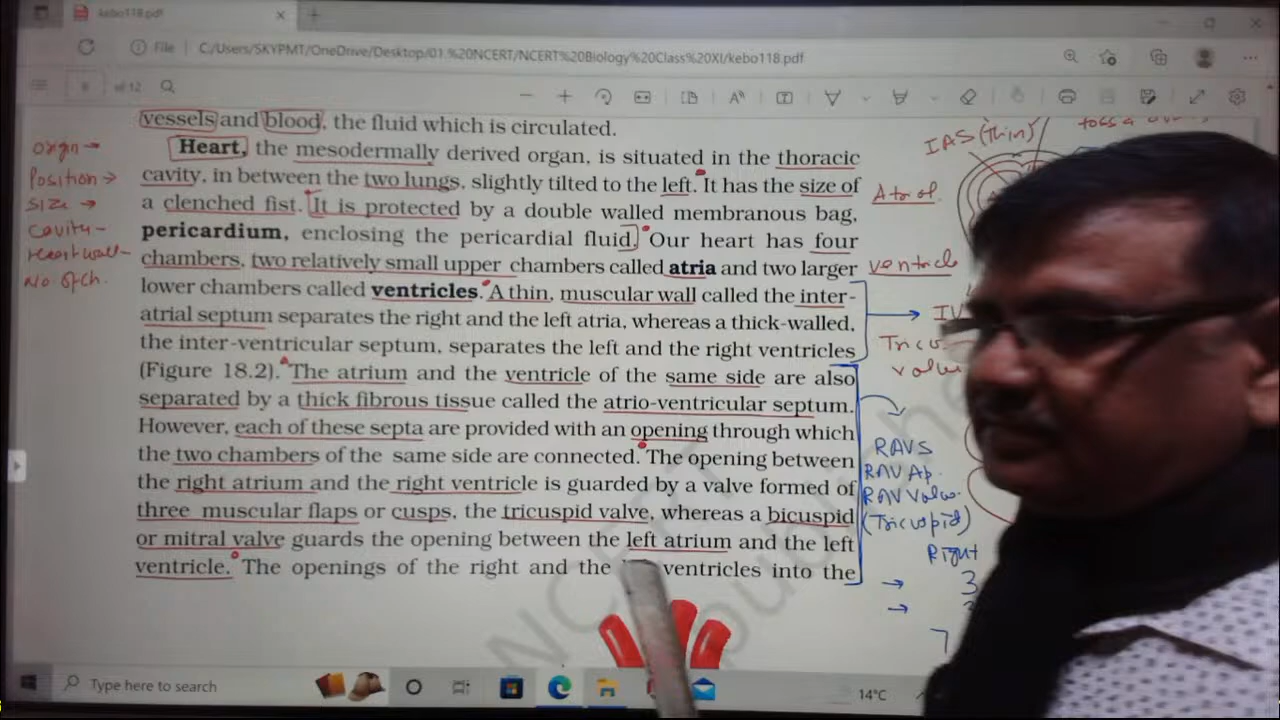 kebo118.pdf
File C:/Users/SKYPMT/OneDrive/Desktop/01.%20NCERT/NCERT%20Biology%20Class%20XI/kebo118.pdf
of 12
vessels and blood, the fluid which is circulated.
Heart, the mesodermally derived organ, is situated in the thoracic
cavity, in between the two lungs, slightly tilted to the left. It has the size of
a clenched fist. It is protected by a double walled membranous bag,
pericardium, enclosing the pericardial fluid. Our heart has four
chambers, two relatively small upper chambers called atria and two larger
lower chambers called ventricles. A thin, muscular wall called the inter-
atrial septum separates the right and the left atria, whereas a thick-walled,
the inter-ventricular septum, separates the left and the right ventricles
(Figure 18.2). The atrium and the ventricle of the same side are also
separated by a thick fibrous tissue called the atrio-ventricular septum.
However, each of these septa are provided with an opening through which
the two chambers of the same side are connected. The opening between
the right atrium and the right ventricle is guarded by a valve formed of
three muscular flaps or cusps, the tricuspid valve, whereas a bicuspid
or mitral valve guards the opening between the left atrium and the left
ventricle. The openings of the right and the ventricles into the
origin
Position
size
cavity
No of ch.
IAS (Thin)
ventricle
RAVS
RAV Ap.
RAV Valve
Right
3
7
Type here to search
14°C